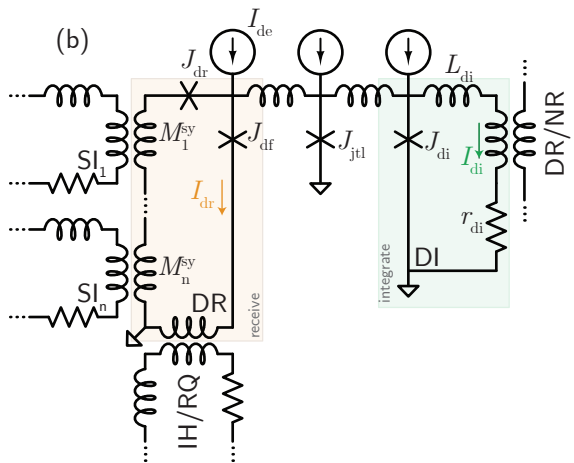 (b)
I_de
J_dr
L_di
M_1^sy
J_df
J_jtl
J_di
I_di
DR/NR
SI_1
I_dr
r_di
M_n^sy
SI_n
DR
DI
receive
integrate
IH/RQ